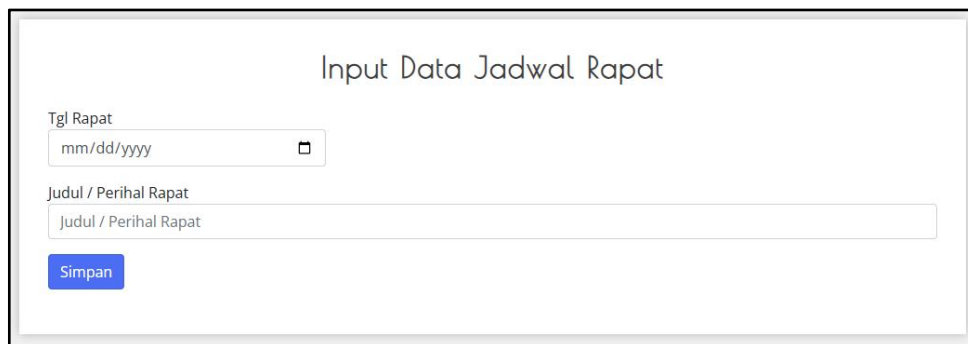 Input Data Jadwal Rapat
Tgl Rapat
mm/dd/yyyy
Judul / Perihal Rapat
Judul / Perihal Rapat
Simpan